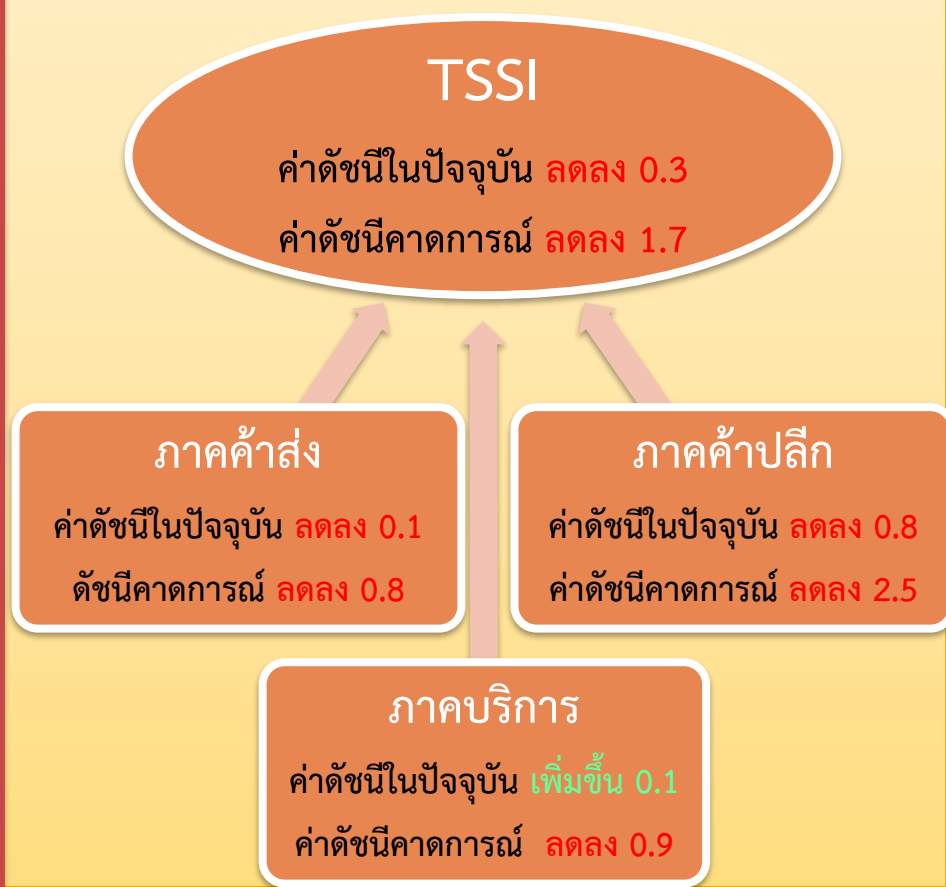 TSSI
ค่าดัชนีในปัจจุบัน ลดลง 0.3
ค่าดัชนีคาดการณ์ ลดลง 1.7
ภาคค้าส่ง
ค่าดัชนีในปัจจุบัน ลดลง 0.1
ดัชนีคาดการณ์ ลดลง 0.8
ภาคค้าปลีก
ค่าดัชนีในปัจจุบัน ลดลง 0.8
ค่าดัชนีคาดการณ์ ลดลง 2.5
ภาคบริการ
ค่าดัชนีในปัจจุบัน เพิ่มขึ้น 0.1
ค่าดัชนีคาดการณ์ ลดลง 0.9